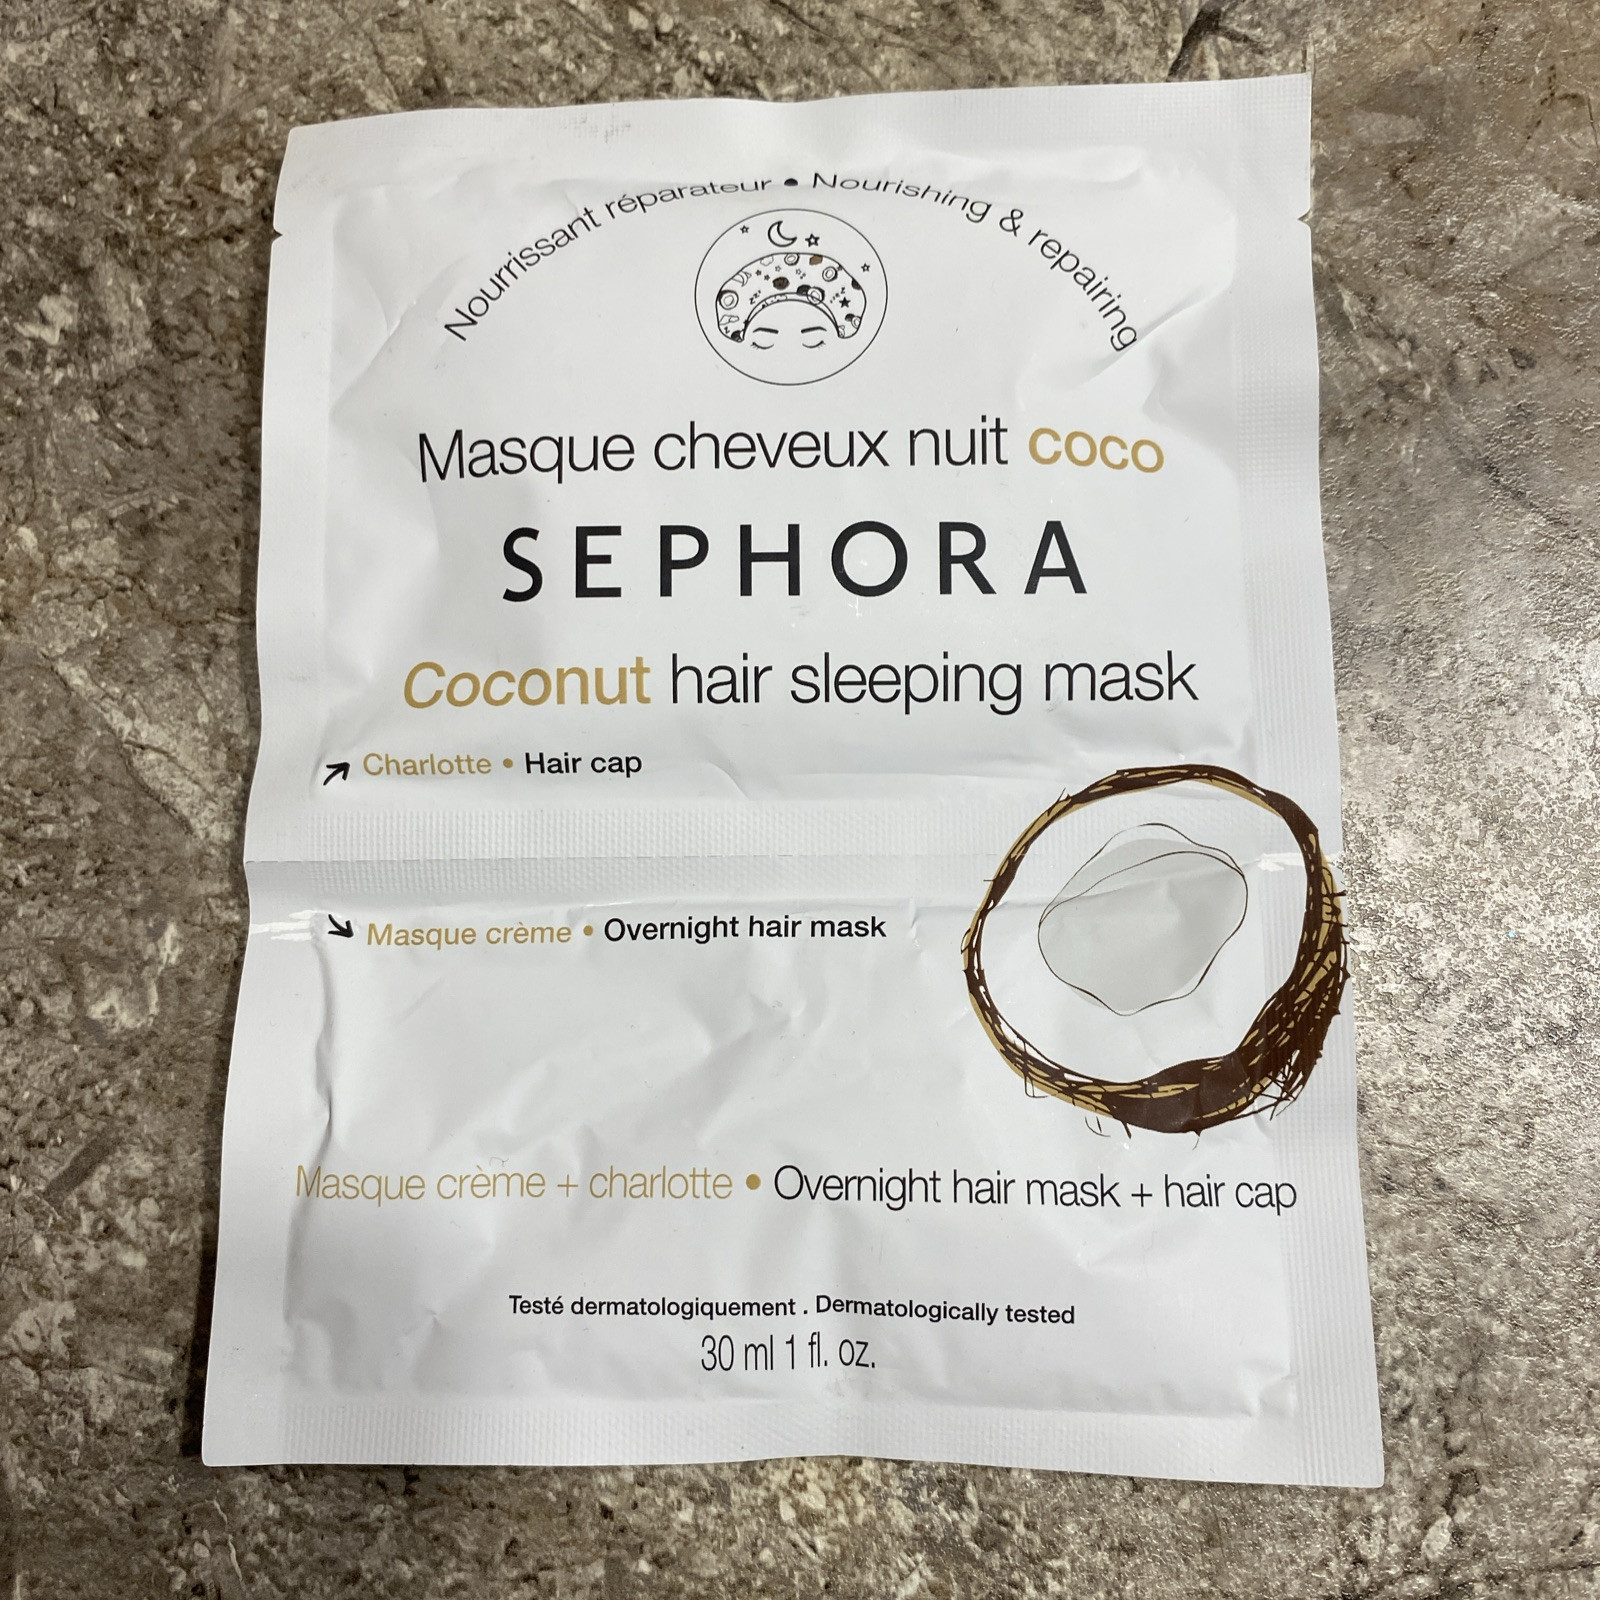 Nourrissant réparateur • Nourishing & repairing
Masque cheveux nuit coco
SEPHORA
Coconut hair sleeping mask
Charlotte • Hair cap
Masque crème • Overnight hair mask
Masque crème + charlotte • Overnight hair mask + hair cap
Testé dermatologiquement . Dermatologically tested
30 ml 1 fl. oz.